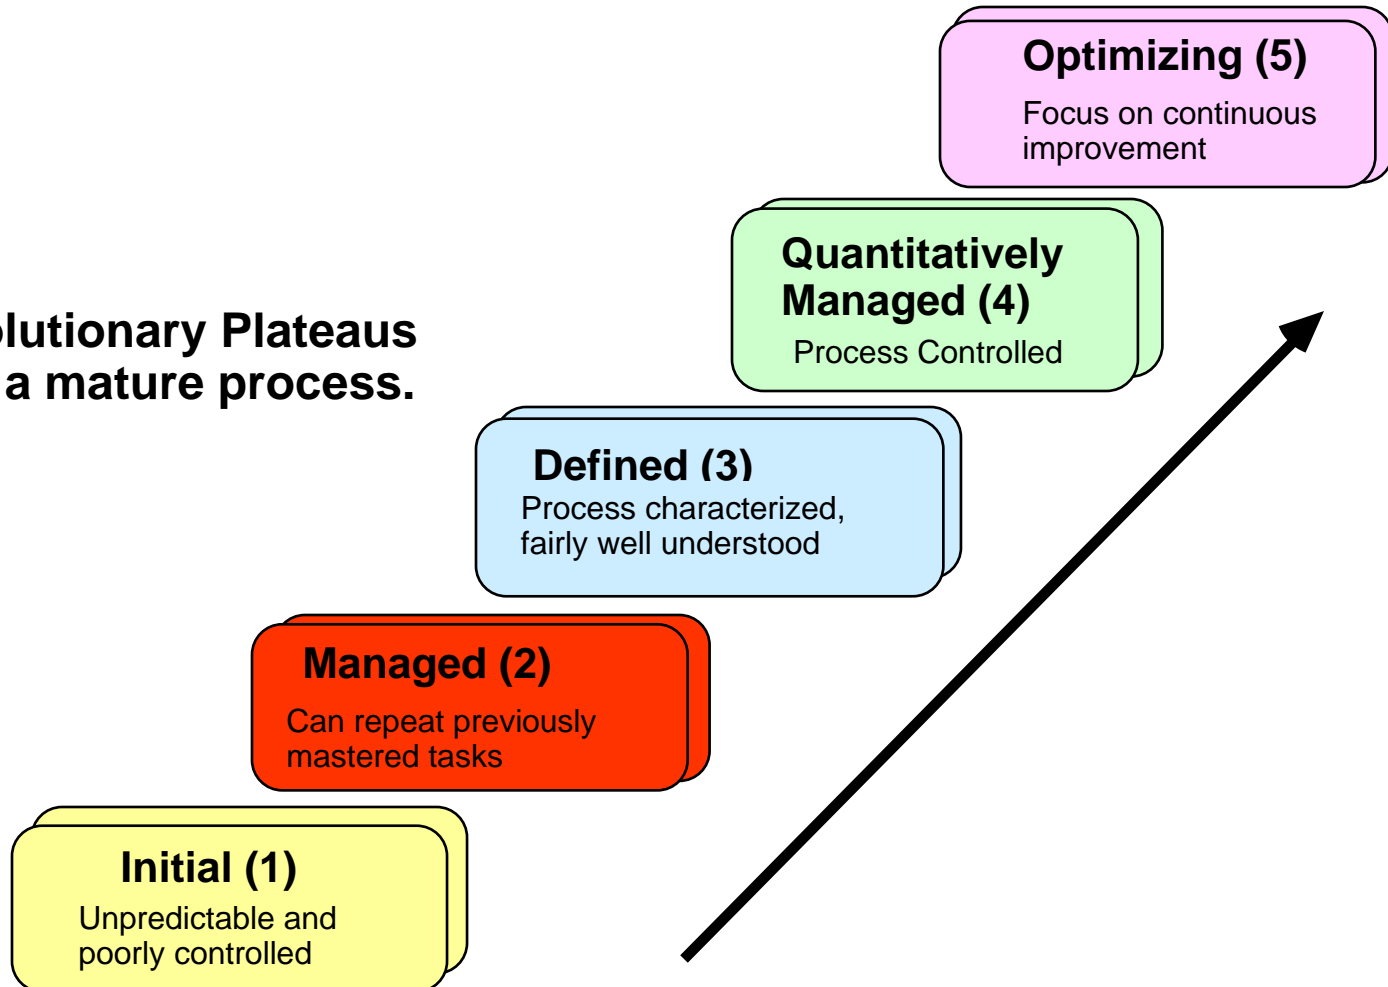 Optimizing (5)
Focus on continuous
improvement
Quantitatively
Managed (4)
Process Controlled
olutionary Plateaus
a mature process.
Defined (3)
Process characterized,
fairly well understood
Managed (2)
Can repeat previously
mastered tasks
Initial (1)
Unpredictable and
poorly controlled